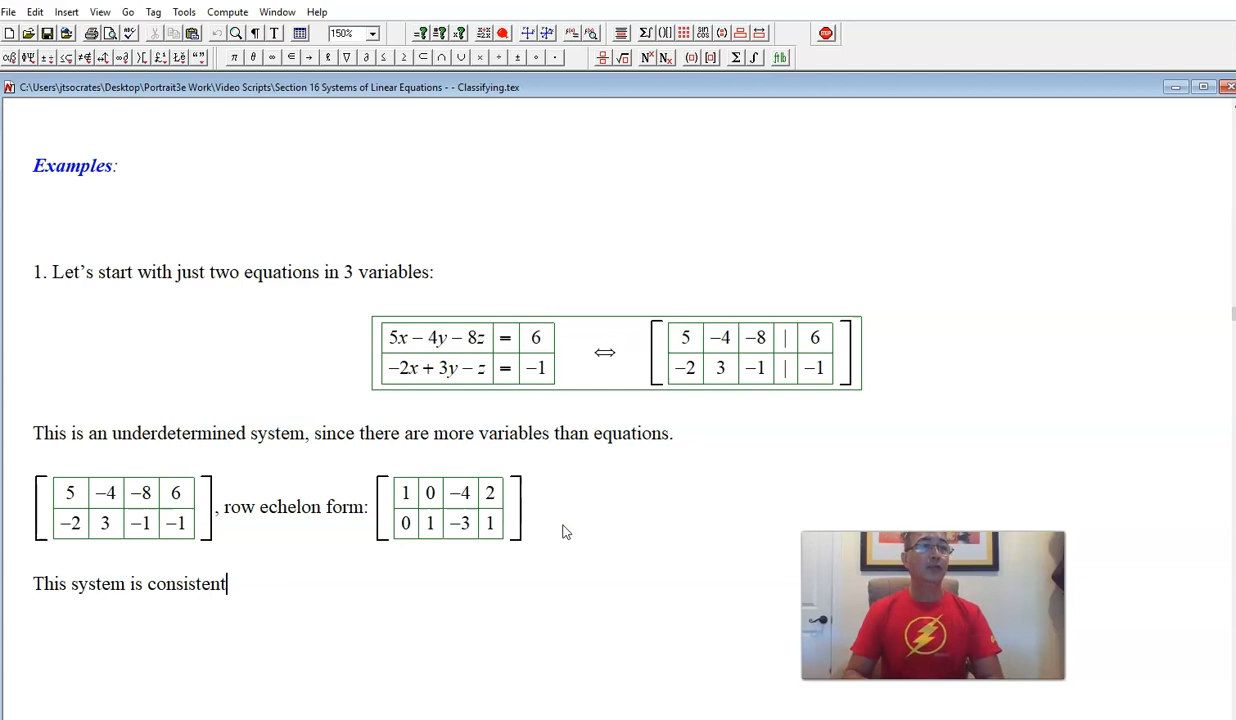 File Edit Insert View Go Tag Tools Compute Window Help
150%
C:\Users\jtsocrates\Desktop\Portrait3e Work\Video Scripts\Section 16 Systems of Linear Equations - - Classifying.tex
Examples:
1. Let's start with just two equations in 3 variables:
5x − 4y − 8z = 6 ⇔ [ 5 −4 −8 | 6 ]
−2x + 3y − z = −1 [ −2 3 −1 | −1 ]
This is an underdetermined system, since there are more variables than equations.
[ 5 −4 −8 6 ] , row echelon form: [ 1 0 −4 2 ]
[ −2 3 −1 −1 ] [ 0 1 −3 1 ]
This system is consistent